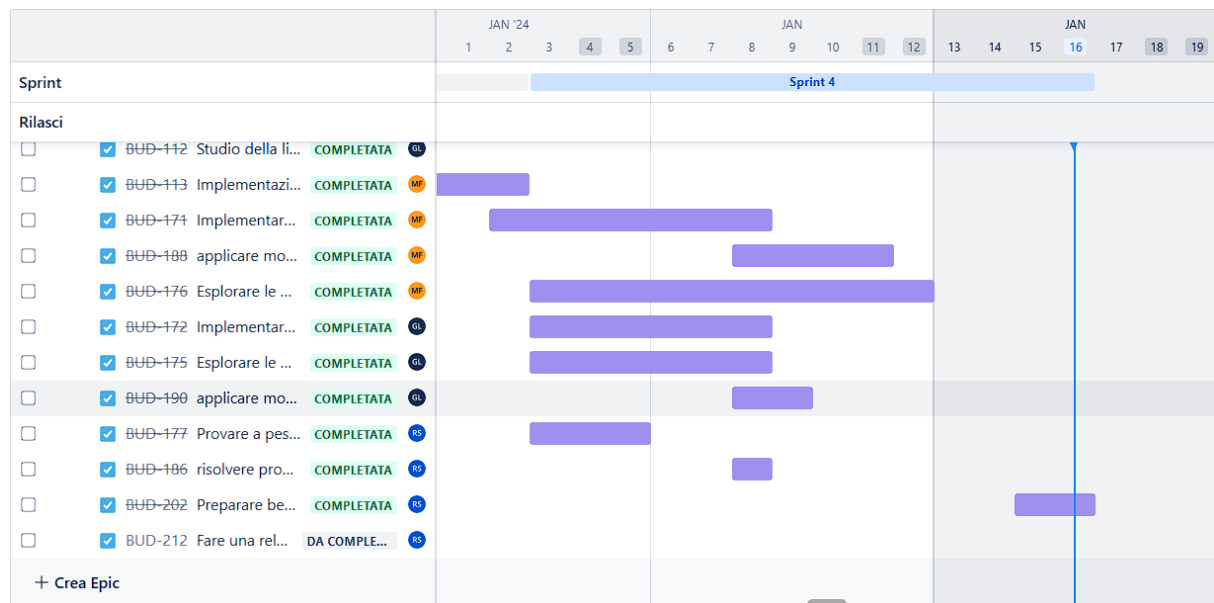 JAN '24 JAN JAN
1 2 3 4 5 6 7 8 9 10 11 12 13 14 15 16 17 18 19
Sprint Sprint 4
Rilasci
BUD-112 Studio della li... COMPLETATA GL
BUD-113 Implementazi... COMPLETATA MF
BUD-171 Implementar... COMPLETATA MF
BUD-188 applicare mo... COMPLETATA MF
BUD-176 Esplorare le ... COMPLETATA MF
BUD-172 Implementar... COMPLETATA GL
BUD-175 Esplorare le ... COMPLETATA GL
BUD-190 applicare mo... COMPLETATA GL
BUD-177 Provare a pes... COMPLETATA RS
BUD-186 risolvere pro... COMPLETATA RS
BUD-202 Preparare be... COMPLETATA RS
BUD-212 Fare una rel... DA COMPLE... RS
+ Crea Epic